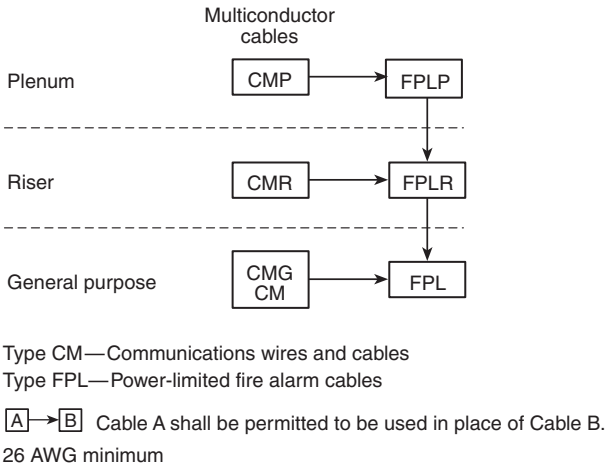 Multiconductor
cables
Plenum
CMP
FPLP
Riser
CMR
FPLR
General purpose
CMG
CM
FPL
Type CM—Communications wires and cables
Type FPL—Power-limited fire alarm cables
A B Cable A shall be permitted to be used in place of Cable B.
26 AWG minimum